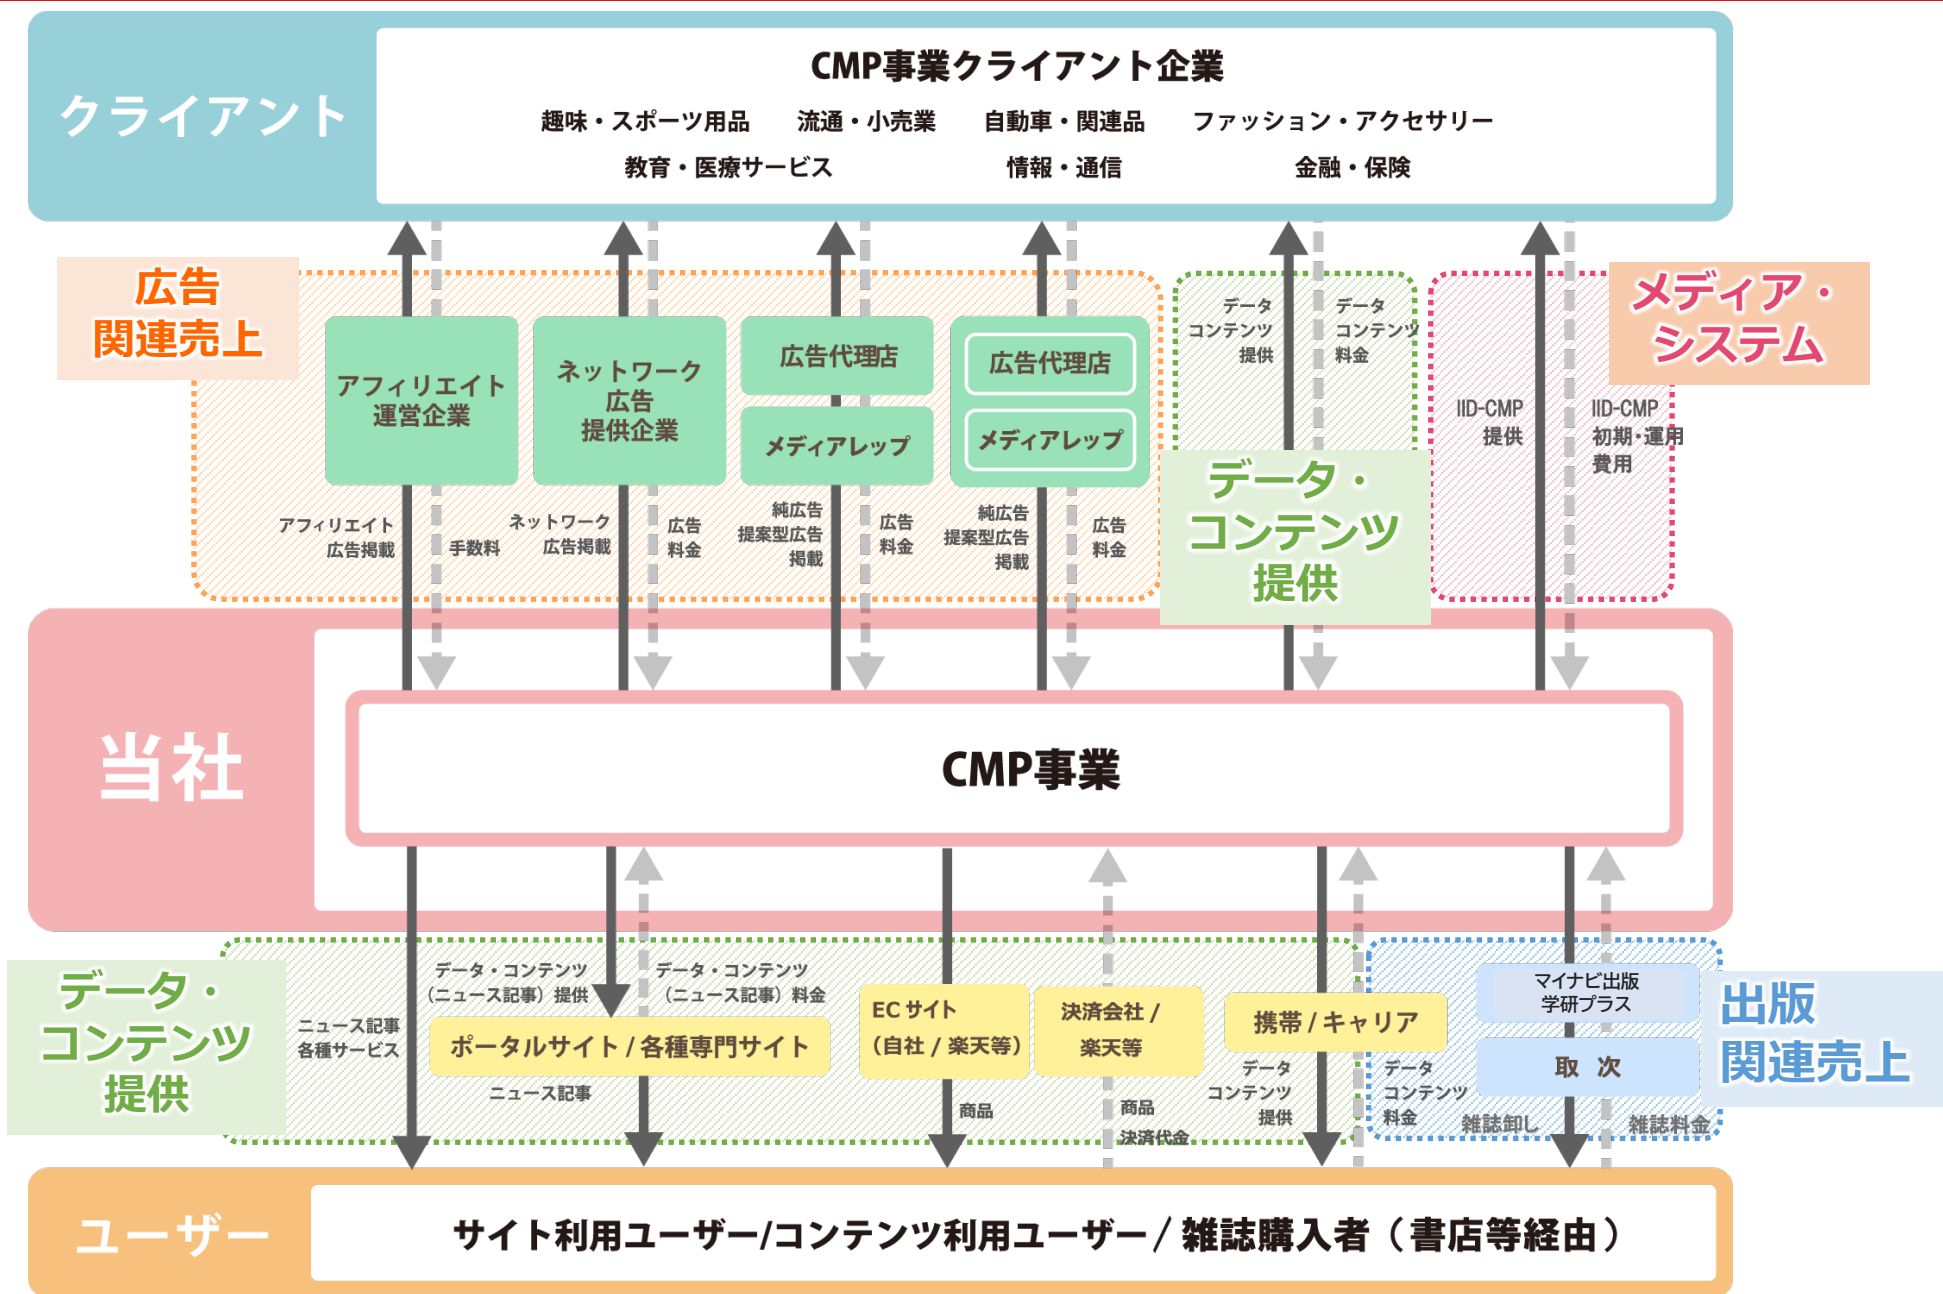 クライアント
CMP事業クライアント企業
趣味・スポーツ用品 流通・小売業 自動車・関連品 ファッション・アクセサリー
教育・医療サービス 情報・通信 金融・保険
広告
関連売上
アフィリエイト
運営企業
ネットワーク
広告
提供企業
広告代理店
メディアレップ
広告代理店
メディアレップ
アフィリエイト
広告掲載
手数料
ネットワーク
広告掲載
広告
料金
純広告
提案型広告
掲載
広告
料金
純広告
提案型広告
掲載
広告
料金
データ
コンテンツ
提供
データ
コンテンツ
料金
データ・
コンテンツ
提供
メディア・
システム
IID-CMP
提供
IID-CMP
初期・運用
費用
当社
CMP事業
データ・
コンテンツ
提供
ニュース記事
各種サービス
データ・コンテンツ
（ニュース記事）提供
データ・コンテンツ
（ニュース記事）料金
ポータルサイト / 各種専門サイト
ニュース記事
EC サイト
（自社 / 楽天等）
商品
決済会社 /
楽天等
商品
決済代金
携帯 / キャリア
データ
コンテンツ
提供
データ
コンテンツ
料金
マイナビ出版
学研プラス
取 次
雑誌卸し
雑誌料金
出版
関連売上
ユーザー
サイト利用ユーザー/コンテンツ利用ユーザー / 雑誌購入者（書店等経由）